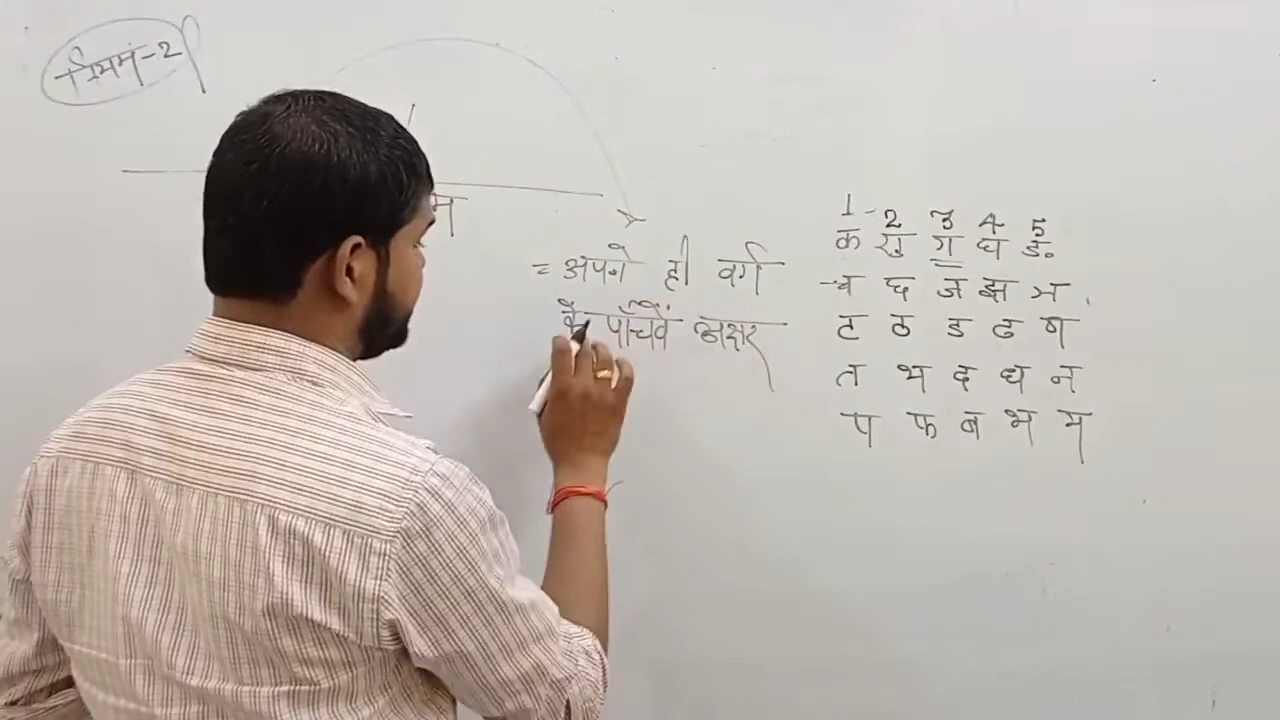 नियम-2
न
= अपने ही वर्ग
के पाँचवें अक्षर
1 2 3 4 5
क ख ग घ ङ
च छ ज झ ञ
ट ठ ड ढ ण
त थ द ध न
प फ ब भ म